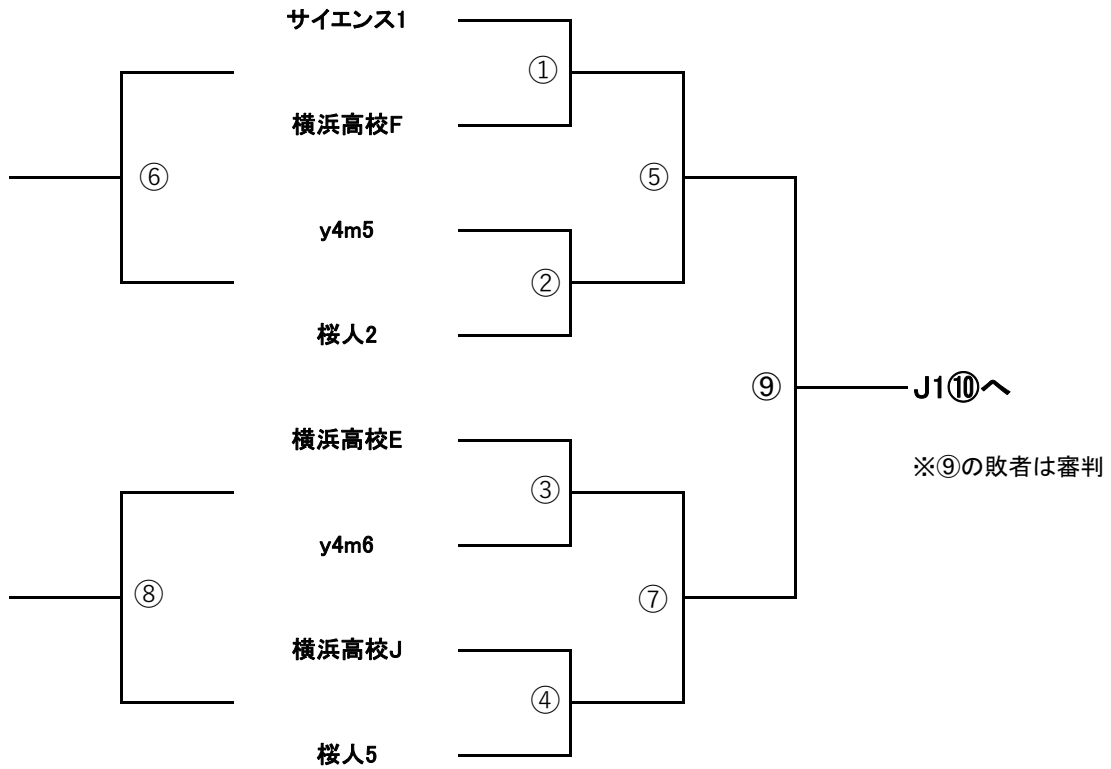 サイエンス1
①
横浜高校F
⑥
⑤
y4m5
②
桜人2
⑨
J1⑩へ
横浜高校E
※⑨の敗者は審判
③
y4m6
⑧
⑦
横浜高校J
④
桜人5